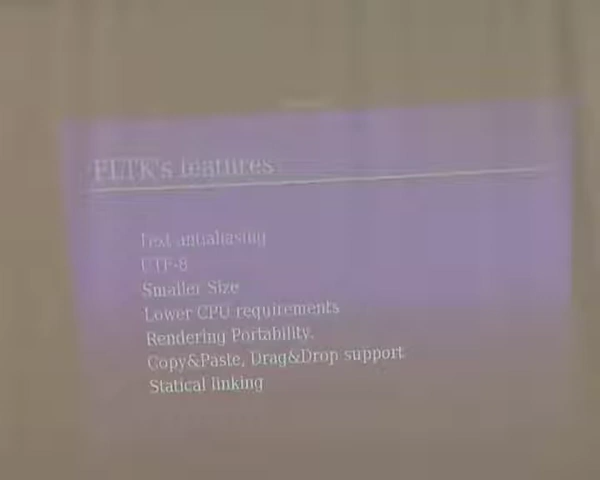 FLTK's features
Text antialiasing
UTF-8
Smaller Size
Lower CPU requirements
Rendering Portability.
Copy&Paste, Drag&Drop support
Statical linking